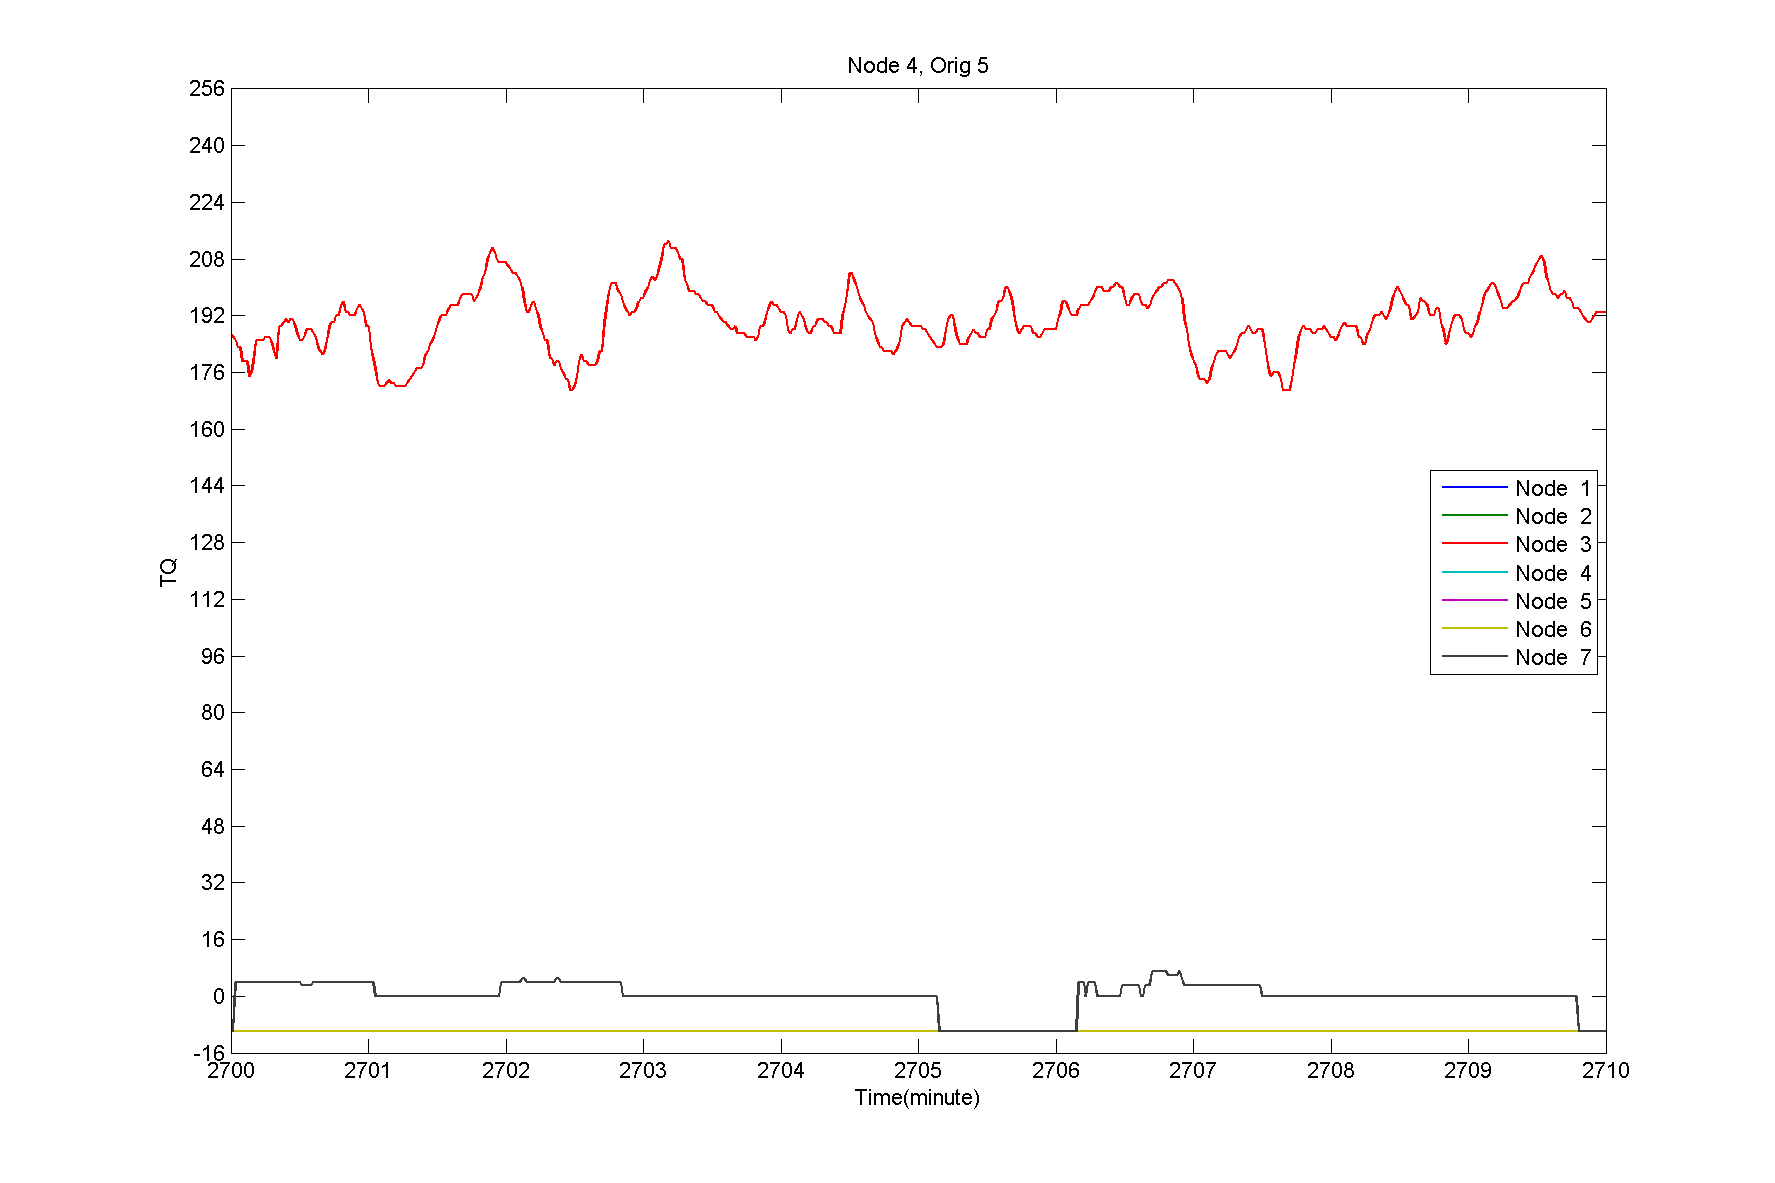 Node 4, Orig 5
256
240
224
208
192
176
160
144
128
112
96
80
64
48
32
16
0
-16
TQ
Node 1
Node 2
Node 3
Node 4
Node 5
Node 6
Node 7
2700 2701 2702 2703 2704 2705 2706 2707 2708 2709 2710
Time(minute)